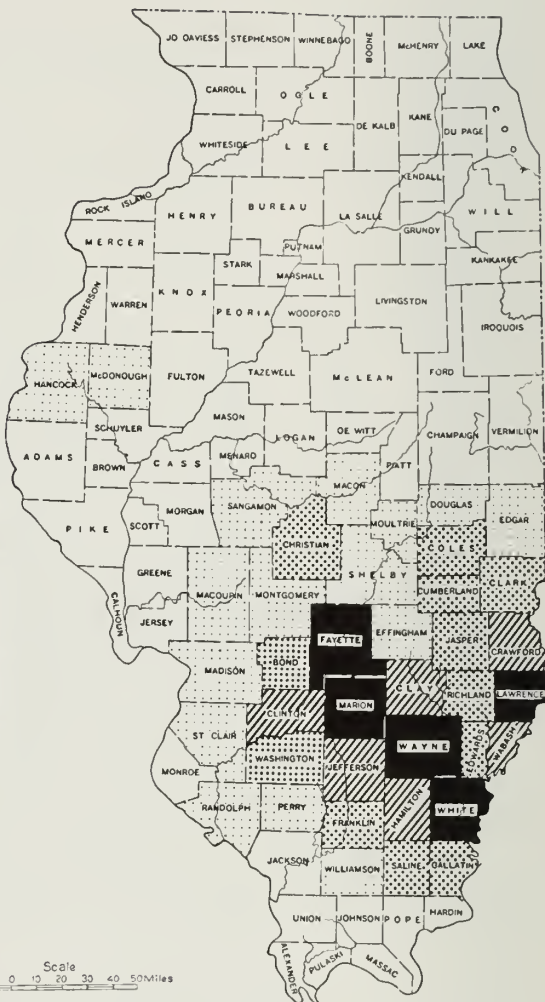 JO DAVIESS STEPHENSON WINNEBAGO BOONE McHENRY LAKE
CARROLL OGLE DE KALB KANE COOK
DU PAGE
WHITESIDE LEE
KENDALL
ROCK ISLAND HENRY BUREAU LA SALLE WILL
GRUNDY
MERCER PUTNAM
STARK KANKAKEE
MARSHALL
HENDERSON WARREN KNOX PEORIA WOODFORD LIVINGSTON
IROQUOIS
HANCOCK McDONOUGH FULTON TAZEWELL McLEAN FORD
MASON
SCHUYLER LOGAN DE WITT CHAMPAIGN VERMILION
ADAMS BROWN CASS MENARD PIATT
MACON
SANGAMON DOUGLAS
PIKE SCOTT MORGAN MOULTRIE EDGAR
CHRISTIAN COLES
SHELBY
GREENE CUMBERLAND CLARK
CALHOUN JERSEY MACOUPIN MONTGOMERY
FAYETTE EFFINGHAM JASPER CRAWFORD
BOND
MADISON CLAY RICHLAND LAWRENCE
CLINTON MARION
ST CLAIR WAYNE EDWARDS WABASH
MONROE WASHINGTON JEFFERSON
RANDOLPH PERRY HAMILTON WHITE
FRANKLIN
JACKSON WILLIAMSON SALINE GALLATIN
UNION JOHNSON POPE HARDIN
ALEXANDER PULASKI MASSAC
Scale
0 10 20 30 40 50 Miles